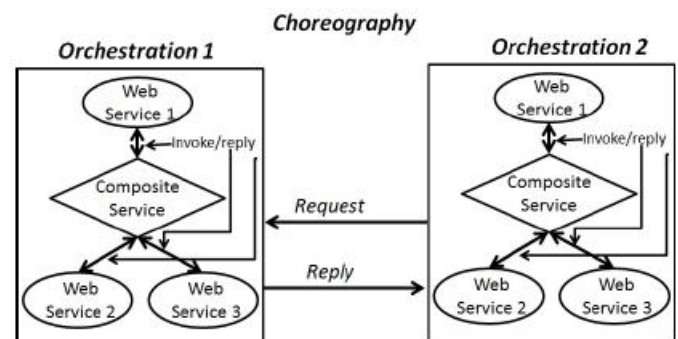 Choreography
Orchestration 1
Orchestration 2
Web
Service 1
Invoke/reply
Composite
Service
Web
Service 2
Web
Service 3
Request
Reply
Web
Service 1
Invoke/reply
Composite
Service
Web
Service 2
Web
Service 3